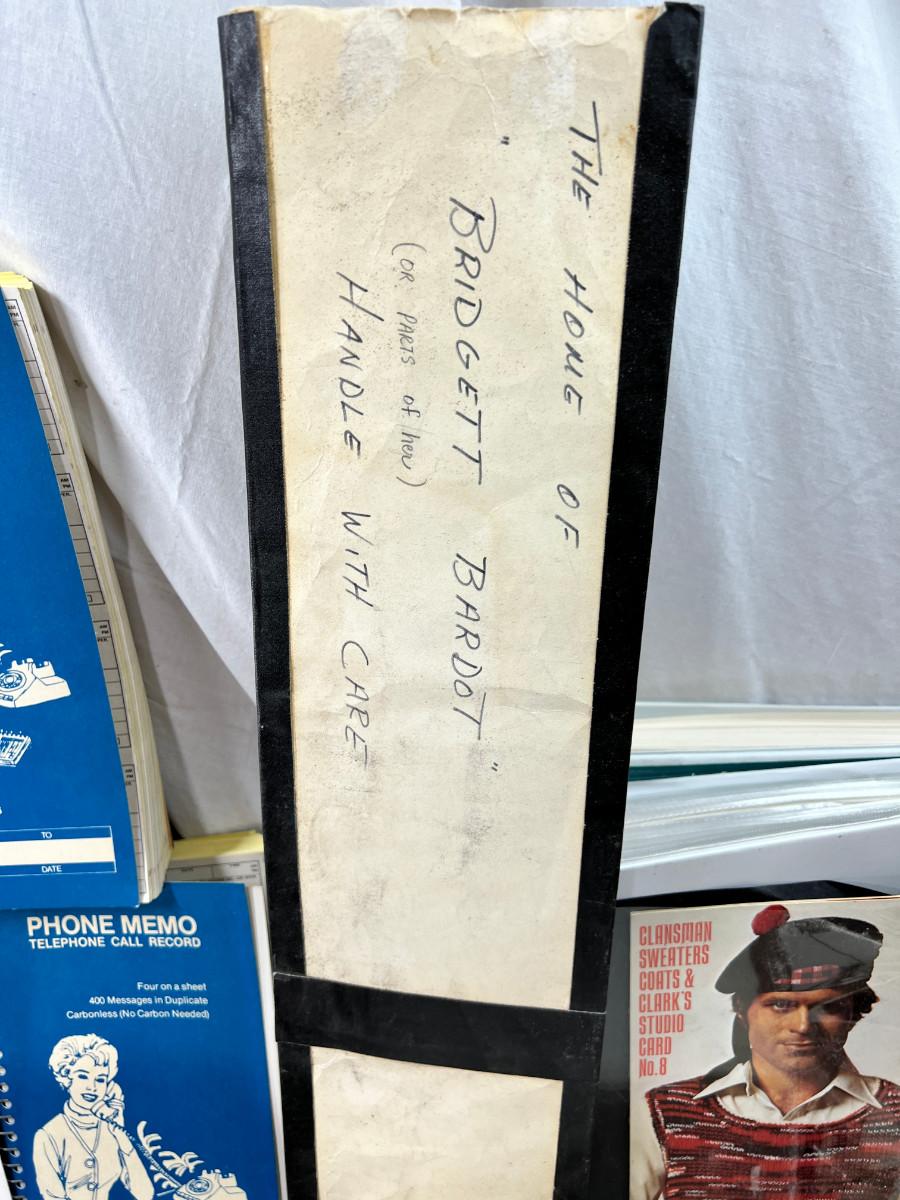 THE HOME OF
"BRIDGETT BARDOT"
(OR PARTS of her)
HANDLE WITH CARE
TO
DATE
PHONE MEMO
TELEPHONE CALL RECORD
Four on a sheet
400 Messages in Duplicate
Carbonless (No Carbon Needed)
CLANSMAN
SWEATERS
COATS &
CLARK'S
STUDIO
CARD
No.8